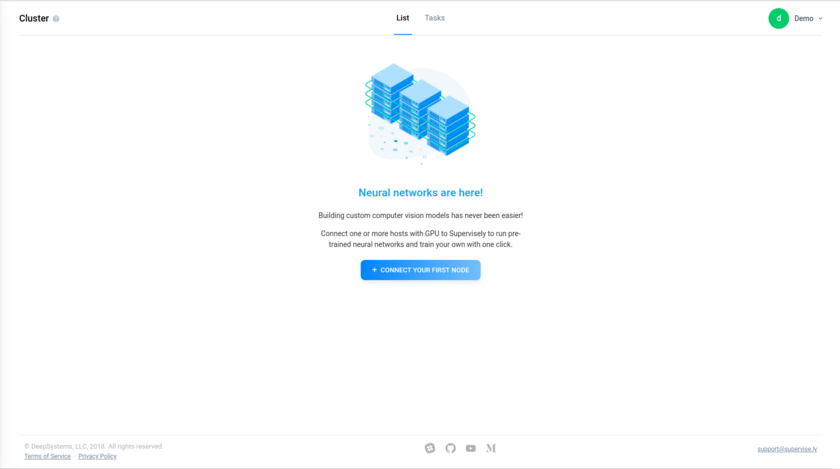 Cluster
List Tasks
d Demo
Neural networks are here!
Building custom computer vision models has never been easier!
Connect one or more hosts with GPU to Supervisely to run pre-
trained neural networks and train your own with one click.
+ CONNECT YOUR FIRST NODE
© DeepSystems, LLC, 2018. All rights reserved.
Terms of Service · Privacy Policy
support@supervise.ly